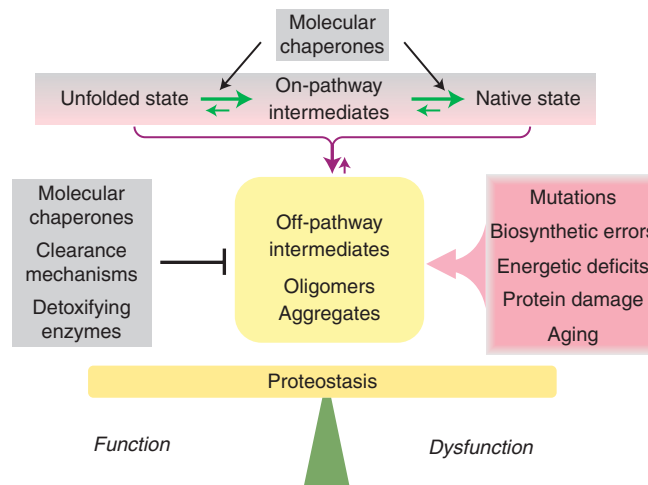 Molecular
chaperones
Unfolded state
On-pathway
intermediates
Native state
Molecular
chaperones
Clearance
mechanisms
Detoxifying
enzymes
Off-pathway
intermediates
Oligomers
Aggregates
Mutations
Biosynthetic errors
Energetic deficits
Protein damage
Aging
Proteostasis
Function
Dysfunction